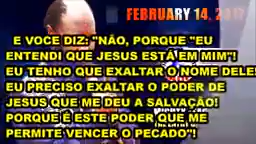 FEBRUARY 14, 2017
E VOCE DIZ: "NÃO, PORQUE "EU
ENTENDI QUE JESUS ESTÁ EM MIM"!
EU TENHO QUE EXALTAR O NOME DELE!
EU PRECISO EXALTAR O PODER DE
JESUS QUE ME DEU A SALVAÇÃO!
PORQUE É ESTE PODER QUE ME
PERMITE VENCER O PECADO"!